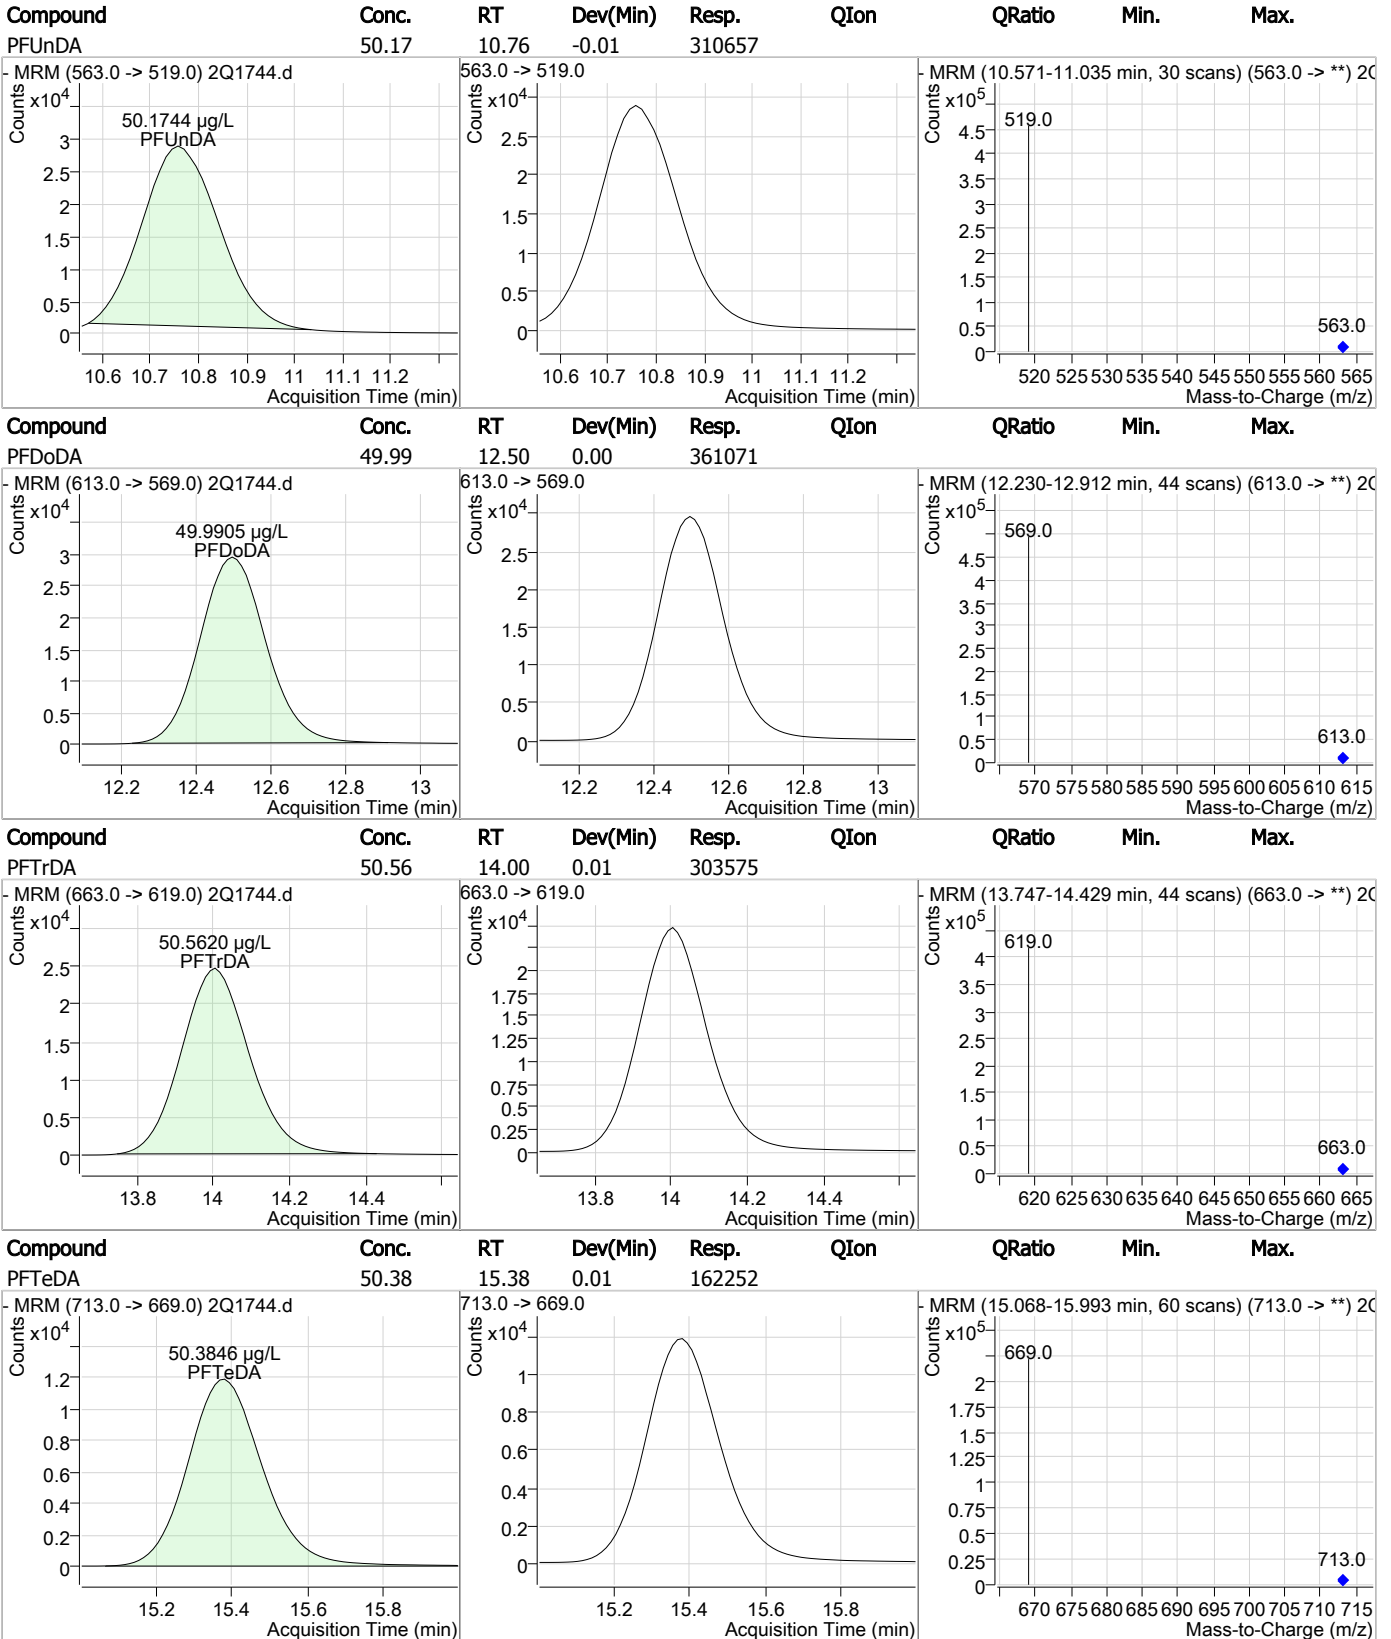 Compound Conc. RT Dev(Min) Resp. QIon QRatio Min. Max.
PFUnDA 50.17 10.76 -0.01 310657
- MRM (563.0 -> 519.0) 2Q1744.d
Counts
x10^4
50.1744 µg/L
PFUnDA
3
2.5
2
1.5
1
0.5
0
10.6 10.7 10.8 10.9 11 11.1 11.2
Acquisition Time (min)
563.0 -> 519.0
Counts
x10^4
2.5
2
1.5
1
0.5
0
10.6 10.7 10.8 10.9 11 11.1 11.2
Acquisition Time (min)
- MRM (10.571-11.035 min, 30 scans) (563.0 -> **) 2Q
Counts
x10^5
519.0
4.5
4
3.5
3
2.5
2
1.5
1
0.5
0
563.0
520 525 530 535 540 545 550 555 560 565
Mass-to-Charge (m/z)
Compound Conc. RT Dev(Min) Resp. QIon QRatio Min. Max.
PFDoDA 49.99 12.50 0.00 361071
- MRM (613.0 -> 569.0) 2Q1744.d
Counts
x10^4
49.9905 µg/L
PFDoDA
3
2.5
2
1.5
1
0.5
0
12.2 12.4 12.6 12.8 13
Acquisition Time (min)
613.0 -> 569.0
Counts
x10^4
2.5
2
1.5
1
0.5
0
12.2 12.4 12.6 12.8 13
Acquisition Time (min)
- MRM (12.230-12.912 min, 44 scans) (613.0 -> **) 2Q
Counts
x10^5
569.0
4.5
4
3.5
3
2.5
2
1.5
1
0.5
0
613.0
570 575 580 585 590 595 600 605 610 615
Mass-to-Charge (m/z)
Compound Conc. RT Dev(Min) Resp. QIon QRatio Min. Max.
PFTrDA 50.56 14.00 0.01 303575
- MRM (663.0 -> 619.0) 2Q1744.d
Counts
x10^4
50.5620 µg/L
PFTrDA
2.5
2
1.5
1
0.5
0
13.8 14 14.2 14.4
Acquisition Time (min)
663.0 -> 619.0
Counts
x10^4
2
1.75
1.5
1.25
1
0.75
0.5
0.25
0
13.8 14 14.2 14.4
Acquisition Time (min)
- MRM (13.747-14.429 min, 44 scans) (663.0 -> **) 2Q
Counts
x10^5
619.0
4
3.5
3
2.5
2
1.5
1
0.5
0
663.0
620 625 630 635 640 645 650 655 660 665
Mass-to-Charge (m/z)
Compound Conc. RT Dev(Min) Resp. QIon QRatio Min. Max.
PFTeDA 50.38 15.38 0.01 162252
- MRM (713.0 -> 669.0) 2Q1744.d
Counts
x10^4
50.3846 µg/L
PFTeDA
1.2
1
0.8
0.6
0.4
0.2
0
15.2 15.4 15.6 15.8
Acquisition Time (min)
713.0 -> 669.0
Counts
x10^4
1
0.8
0.6
0.4
0.2
0
15.2 15.4 15.6 15.8
Acquisition Time (min)
- MRM (15.068-15.993 min, 60 scans) (713.0 -> **) 2Q
Counts
x10^5
669.0
2
1.75
1.5
1.25
1
0.75
0.5
0.25
0
713.0
670 675 680 685 690 695 700 705 710 715
Mass-to-Charge (m/z)